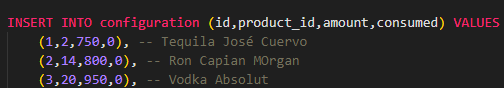 INSERT INTO configuration (id,product_id,amount,consumed) VALUES
(1,2,750,0), -- Tequila José Cuervo
(2,14,800,0), -- Ron Capian MOrgan
(3,20,950,0), -- Vodka Absolut